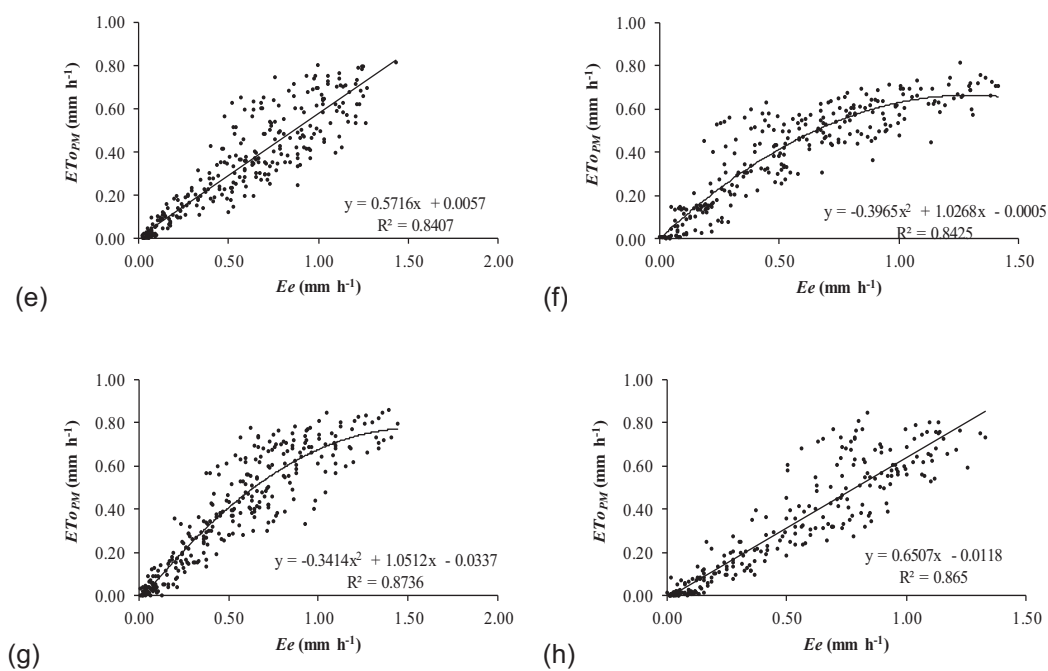 1.00
0.80
0.60
0.40
0.20
0.00
ETo_PM (mm h⁻¹)
y = 0.5716x + 0.0057
R² = 0.8407
0.00 0.50 1.00 1.50 2.00
Ee (mm h⁻¹)
(e)
1.00
0.80
0.60
0.40
0.20
0.00
ETo_PM (mm h⁻¹)
y = -0.3965x² + 1.0268x - 0.0005
R² = 0.8425
0.00 0.50 1.00 1.50
Ee (mm h⁻¹)
(f)
1.00
0.80
0.60
0.40
0.20
0.00
ETo_PM (mm h⁻¹)
y = -0.3414x² + 1.0512x - 0.0337
R² = 0.8736
0.00 0.50 1.00 1.50 2.00
Ee (mm h⁻¹)
(g)
1.00
0.80
0.60
0.40
0.20
0.00
ETo_PM (mm h⁻¹)
y = 0.6507x - 0.0118
R² = 0.865
0.00 0.50 1.00 1.50
Ee (mm h⁻¹)
(h)